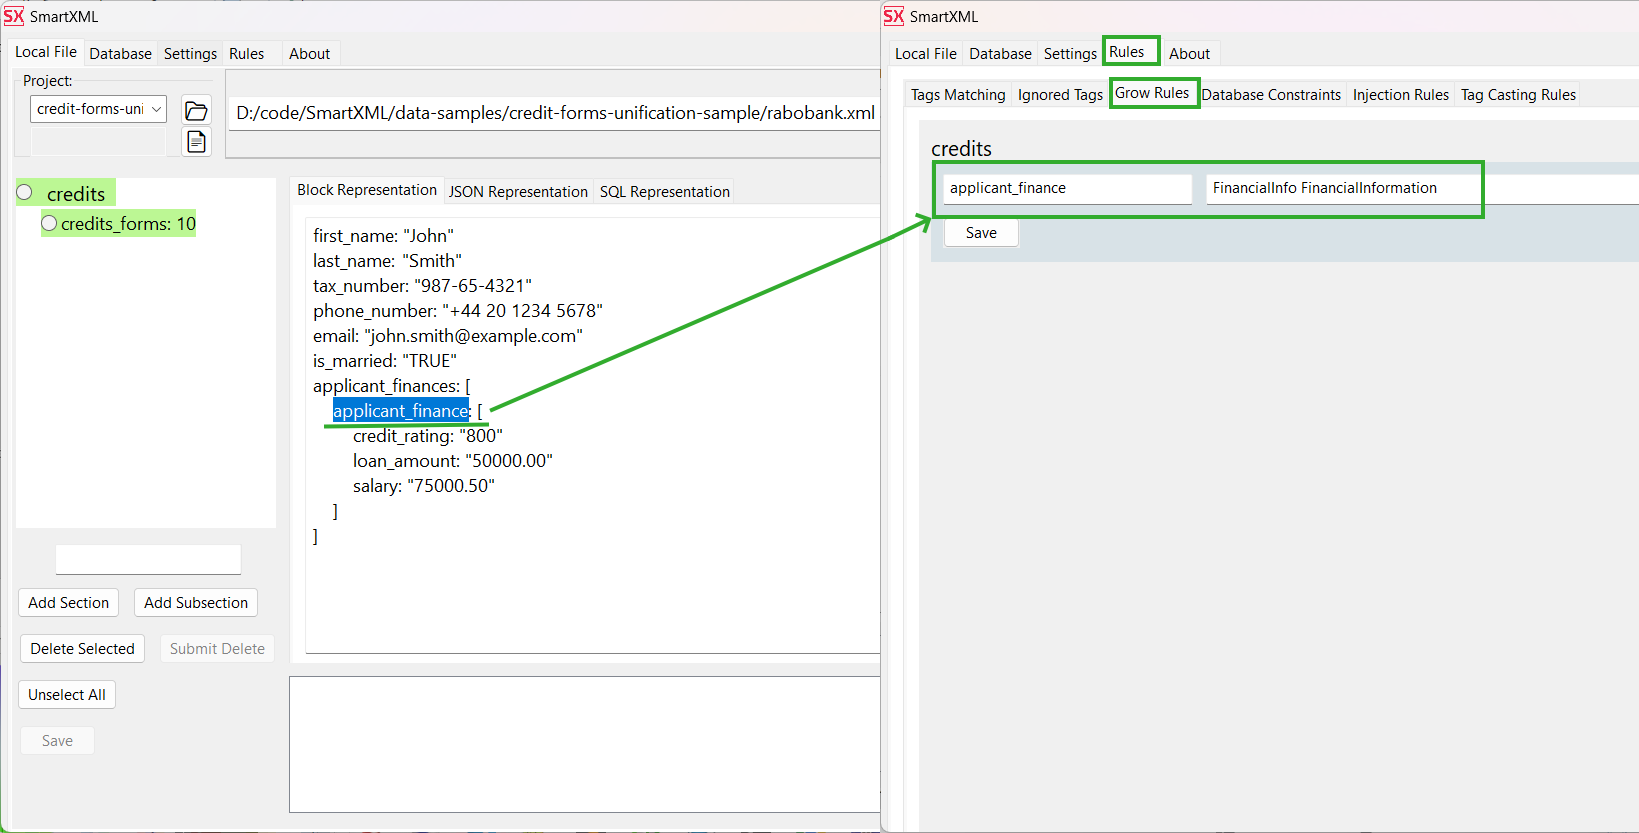 SX SmartXML
Local File Database Settings Rules About
Project:
credit-forms-uni
D:/code/SmartXML/data-samples/credit-forms-unification-sample/rabobank.xml
credits
credits_forms: 10
Add Section Add Subsection
Delete Selected Submit Delete
Unselect All
Save
Block Representation JSON Representation SQL Representation
first_name: "John"
last_name: "Smith"
tax_number: "987-65-4321"
phone_number: "+44 20 1234 5678"
email: "john.smith@example.com"
is_married: "TRUE"
applicant_finances: [
applicant_finance: [
credit_rating: "800"
loan_amount: "50000.00"
salary: "75000.50"
]
]
SX SmartXML
Local File Database Settings Rules About
Tags Matching Ignored Tags Grow Rules Database Constraints Injection Rules Tag Casting Rules
credits
applicant_finance FinancialInfo FinancialInformation
Save